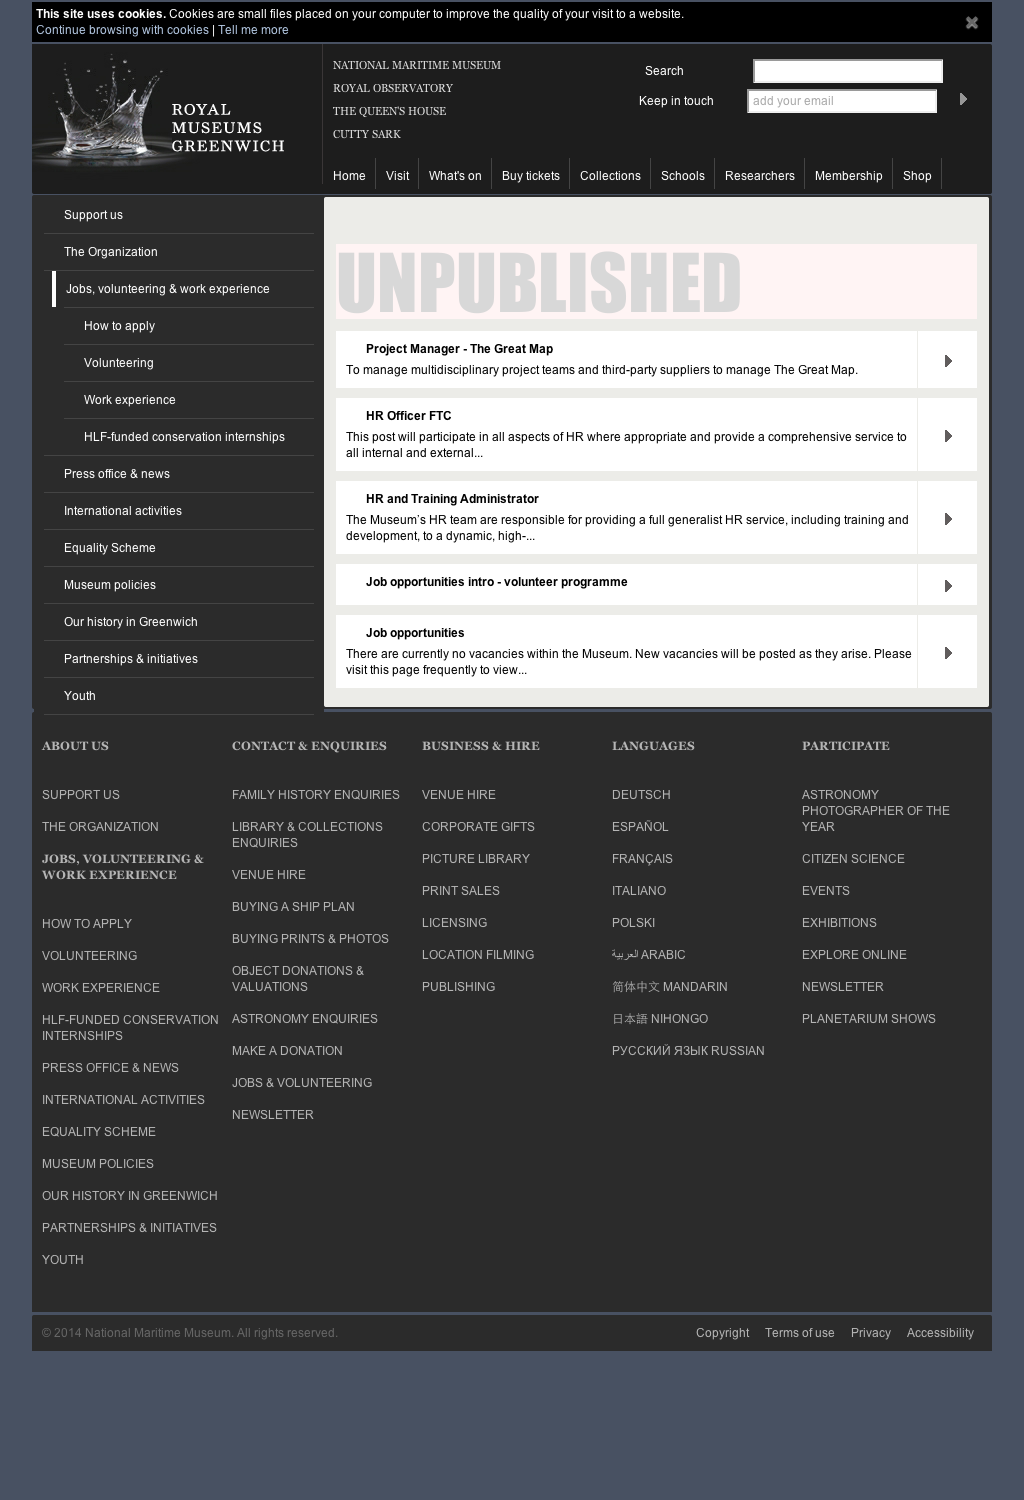 This site uses cookies. Cookies are small files placed on your computer to improve the quality of your visit to a website.
Continue browsing with cookies | Tell me more
ROYAL
MUSEUMS
GREENWICH
NATIONAL MARITIME MUSEUM
ROYAL OBSERVATORY
THE QUEEN'S HOUSE
CUTTY SARK
Search
Keep in touch add your email
Home Visit What's on Buy tickets Collections Schools Researchers Membership Shop
Support us
The Organization
Jobs, volunteering & work experience
How to apply
Volunteering
Work experience
HLF-funded conservation internships
Press office & news
International activities
Equality Scheme
Museum policies
Our history in Greenwich
Partnerships & initiatives
Youth
UNPUBLISHED
Project Manager - The Great Map
To manage multidisciplinary project teams and third-party suppliers to manage The Great Map.
HR Officer FTC
This post will participate in all aspects of HR where appropriate and provide a comprehensive service to
all internal and external...
HR and Training Administrator
The Museum's HR team are responsible for providing a full generalist HR service, including training and
development, to a dynamic, high-...
Job opportunities intro - volunteer programme
Job opportunities
There are currently no vacancies within the Museum. New vacancies will be posted as they arise. Please
visit this page frequently to view...
ABOUT US
SUPPORT US
THE ORGANIZATION
JOBS, VOLUNTEERING &
WORK EXPERIENCE
HOW TO APPLY
VOLUNTEERING
WORK EXPERIENCE
HLF-FUNDED CONSERVATION
INTERNSHIPS
PRESS OFFICE & NEWS
INTERNATIONAL ACTIVITIES
EQUALITY SCHEME
MUSEUM POLICIES
OUR HISTORY IN GREENWICH
PARTNERSHIPS & INITIATIVES
YOUTH
CONTACT & ENQUIRIES
FAMILY HISTORY ENQUIRIES
LIBRARY & COLLECTIONS
ENQUIRIES
VENUE HIRE
BUYING A SHIP PLAN
BUYING PRINTS & PHOTOS
OBJECT DONATIONS &
VALUATIONS
ASTRONOMY ENQUIRIES
MAKE A DONATION
JOBS & VOLUNTEERING
NEWSLETTER
BUSINESS & HIRE
VENUE HIRE
CORPORATE GIFTS
PICTURE LIBRARY
PRINT SALES
LICENSING
LOCATION FILMING
PUBLISHING
LANGUAGES
DEUTSCH
ESPAÑOL
FRANÇAIS
ITALIANO
POLSKI
العربية ARABIC
简体中文 MANDARIN
日本語 NIHONGO
РУССКИЙ ЯЗЫК RUSSIAN
PARTICIPATE
ASTRONOMY
PHOTOGRAPHER OF THE
YEAR
CITIZEN SCIENCE
EVENTS
EXHIBITIONS
EXPLORE ONLINE
NEWSLETTER
PLANETARIUM SHOWS
© 2014 National Maritime Museum. All rights reserved.
Copyright Terms of use Privacy Accessibility